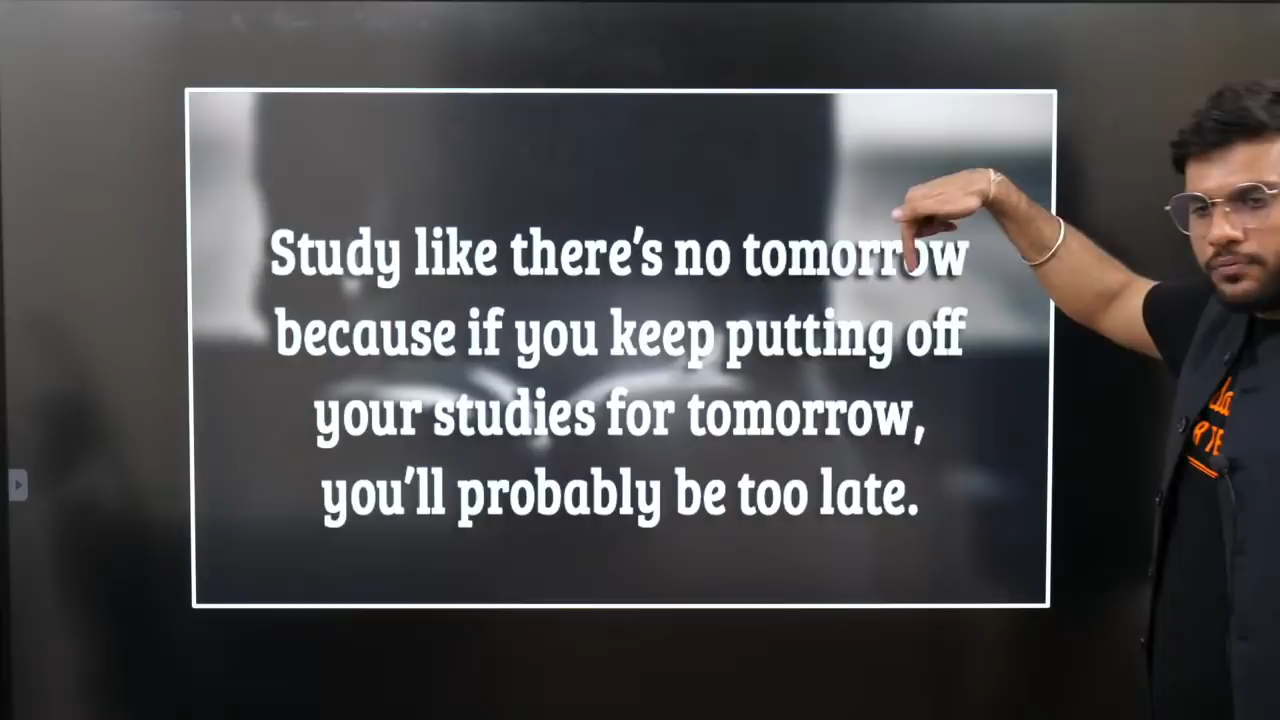 Study like there's no tomorrow
because if you keep putting off
your studies for tomorrow,
you'll probably be too late.